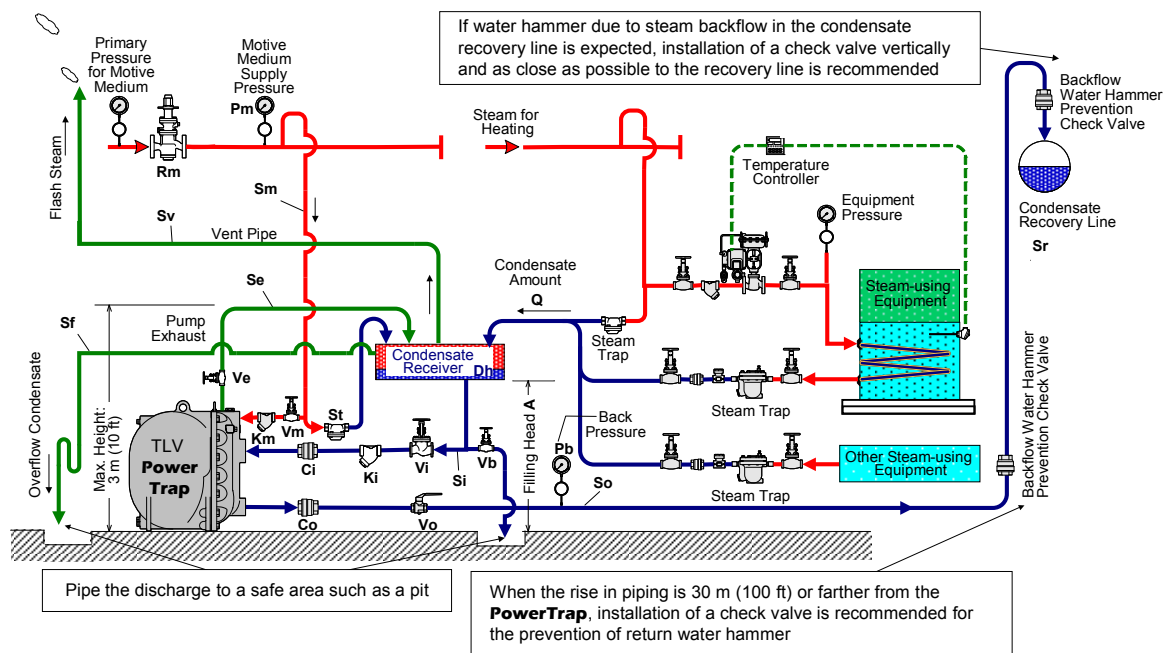 If water hammer due to steam backflow in the condensate
recovery line is expected, installation of a check valve vertically
and as close as possible to the recovery line is recommended
Primary
Pressure
for Motive
Medium
Motive
Medium
Supply
Pressure
Pm
Rm
Steam for
Heating
Temperature
Controller
Equipment
Pressure
Backflow
Water Hammer
Prevention
Check Valve
Condensate
Recovery Line
Sr
Flash Steam
Sm
Sv
Vent Pipe
Condensate
Amount
Q
Steam-using
Equipment
Se
Sf
Pump
Exhaust
Condensate
Receiver
Dh
Steam
Trap
Ve
Max. Height:
3 m (10 ft)
Overflow Condensate
TLV
Power
Trap
Km
Vm
St
Ci
Ki
Vi
Si
Vb
Filling Head A
Back
Pressure
Pb
Steam Trap
Other Steam-using
Equipment
Steam Trap
So
Co
Vo
Backflow Water Hammer
Prevention Check Valve
Pipe the discharge to a safe area such as a pit
When the rise in piping is 30 m (100 ft) or farther from the
PowerTrap, installation of a check valve is recommended for
the prevention of return water hammer